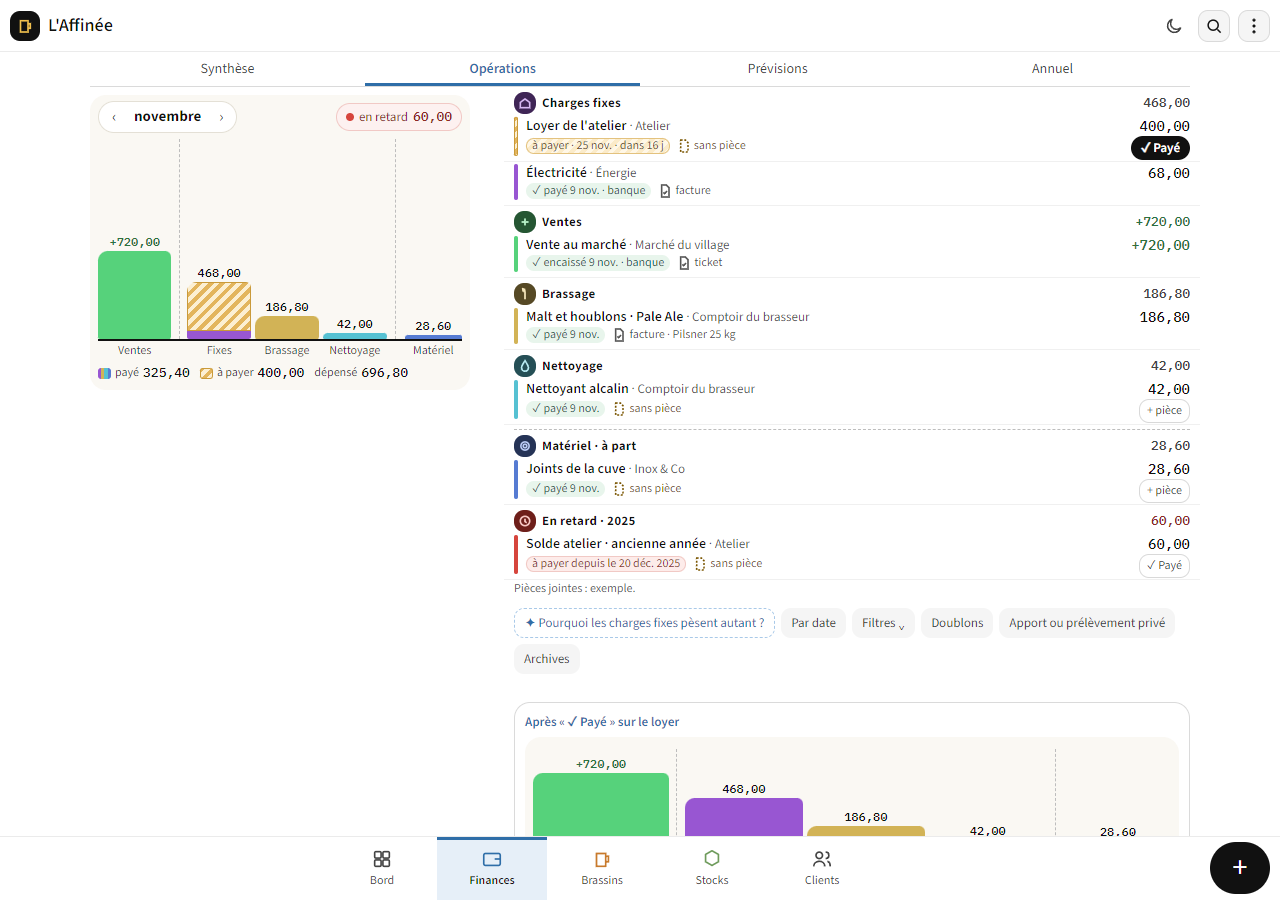 L'Affinée
Synthèse
Opérations
Prévisions
Annuel
‹ novembre ›
en retard 60,00
+720,00
468,00
186,80
42,00
28,60
Ventes
Fixes
Brassage
Nettoyage
Matériel
payé 325,40
à payer 400,00
dépensé 696,80
Charges fixes 468,00
Loyer de l'atelier · Atelier 400,00
à payer · 25 nov. · dans 16 j sans pièce ✓ Payé
Électricité · Énergie 68,00
✓ payé 9 nov. · banque facture
+ Ventes +720,00
Vente au marché · Marché du village +720,00
✓ encaissé 9 nov. · banque ticket
Brassage 186,80
Malt et houblons · Pale Ale · Comptoir du brasseur 186,80
✓ payé 9 nov. facture · Pilsner 25 kg
Nettoyage 42,00
Nettoyant alcalin · Comptoir du brasseur 42,00
✓ payé 9 nov. sans pièce + pièce
Matériel · à part 28,60
Joints de la cuve · Inox & Co 28,60
✓ payé 9 nov. sans pièce + pièce
En retard · 2025 60,00
Solde atelier · ancienne année · Atelier 60,00
à payer depuis le 20 déc. 2025 sans pièce ✓ Payé
Pièces jointes : exemple.
✦ Pourquoi les charges fixes pèsent autant ?
Par date
Filtres
Doublons
Apport ou prélèvement privé
Archives
Après « ✓ Payé » sur le loyer
+720,00
468,00
186,80
42,00
28,60
Bord
Finances
Brassins
Stocks
Clients
+